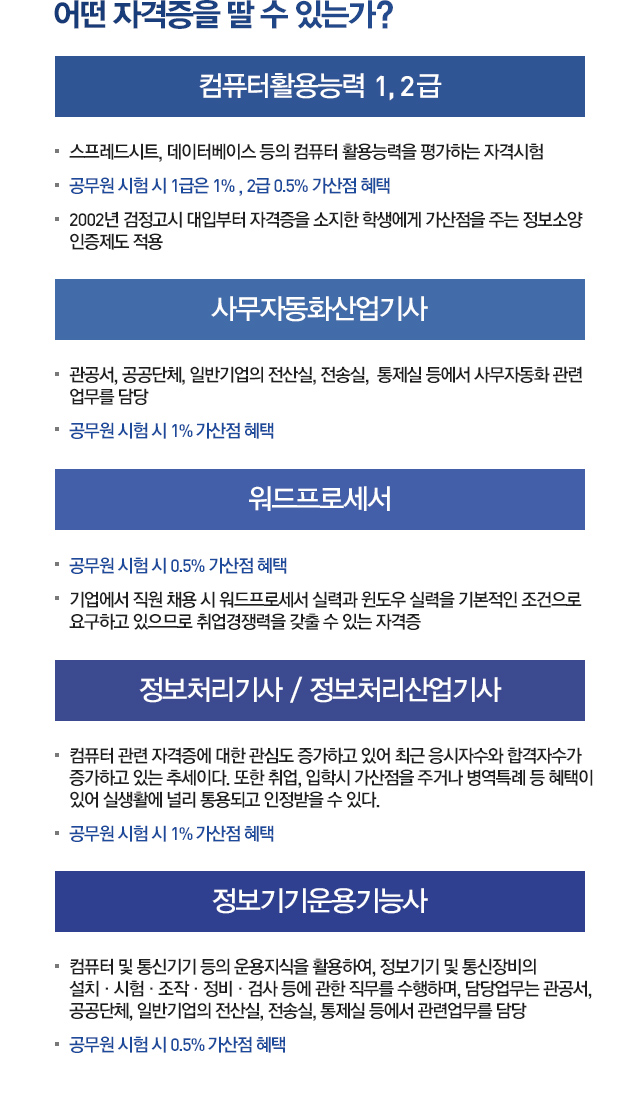 어떤 자격증을 딸 수 있는가?
컴퓨터활용능력 1, 2급
스프레드시트, 데이터베이스 등의 컴퓨터 활용능력을 평가하는 자격시험
공무원 시험 시 1급은 1% , 2급 0.5% 가산점 혜택
2002년 검정고시 대입부터 자격증을 소지한 학생에게 가산점을 주는 정보소양
인증제도 적용
사무자동화산업기사
관공서, 공공단체, 일반기업의 전산실, 전송실, 통제실 등에서 사무자동화 관련
업무를 담당
공무원 시험 시 1% 가산점 혜택
워드프로세서
공무원 시험 시 0.5% 가산점 혜택
기업에서 직원 채용 시 워드프로세서 실력과 윈도우 실력을 기본적인 조건으로
요구하고 있으므로 취업경쟁력을 갖출 수 있는 자격증
정보처리기사 / 정보처리산업기사
컴퓨터 관련 자격증에 대한 관심도 증가하고 있어 최근 응시자수와 합격자수가
증가하고 있는 추세이다. 또한 취업, 입학시 가산점을 주거나 병역특례 등 혜택이
있어 실생활에 널리 통용되고 인정받을 수 있다.
공무원 시험 시 1% 가산점 혜택
정보기기운용기능사
컴퓨터 및 통신기기 등의 운용지식을 활용하여, 정보기기 및 통신장비의
설치 · 시험 · 조작 · 정비 · 검사 등에 관한 직무를 수행하며, 담당업무는 관공서,
공공단체, 일반기업의 전산실, 전송실, 통제실 등에서 관련업무를 담당
공무원 시험 시 0.5% 가산점 혜택